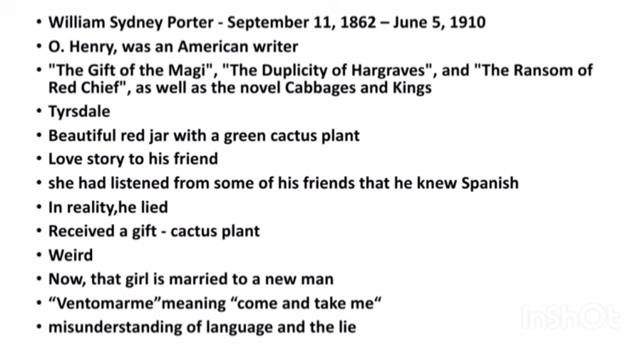 • William Sydney Porter - September 11, 1862 – June 5, 1910
• O. Henry, was an American writer
• "The Gift of the Magi", "The Duplicity of Hargraves", and "The Ransom of
Red Chief", as well as the novel Cabbages and Kings
• Tyrsdale
• Beautiful red jar with a green cactus plant
• Love story to his friend
• she had listened from some of his friends that he knew Spanish
• In reality,he lied
• Received a gift - cactus plant
• Weird
• Now, that girl is married to a new man
• “Ventomarme”meaning “come and take me“
• misunderstanding of language and the lie
InShOt